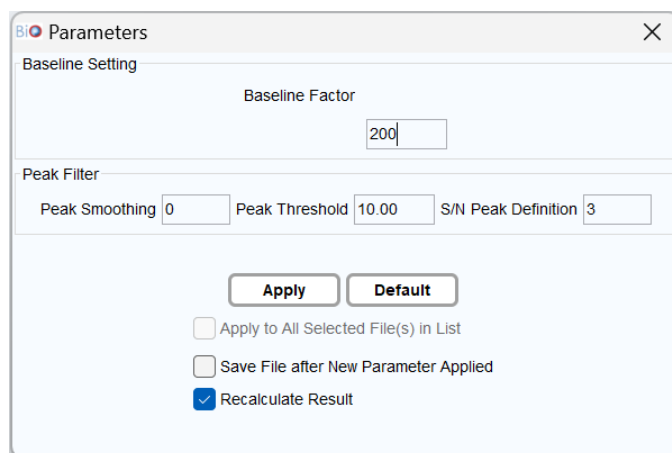 BiO Parameters
Baseline Setting
Baseline Factor
200
Peak Filter
Peak Smoothing 0 Peak Threshold 10.00 S/N Peak Definition 3
Apply Default
Apply to All Selected File(s) in List
Save File after New Parameter Applied
Recalculate Result